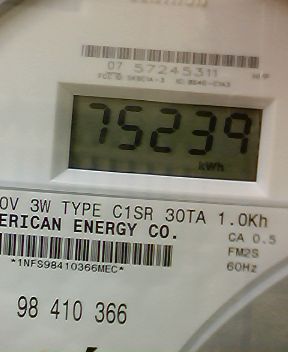 07 57245311
75239
kWh
0V 3W TYPE C1SR 30TA 1.0Kh
ERICAN ENERGY CO.
CA 0.5
FM2S
*1NFS98410366MEC*
60Hz
98 410 366